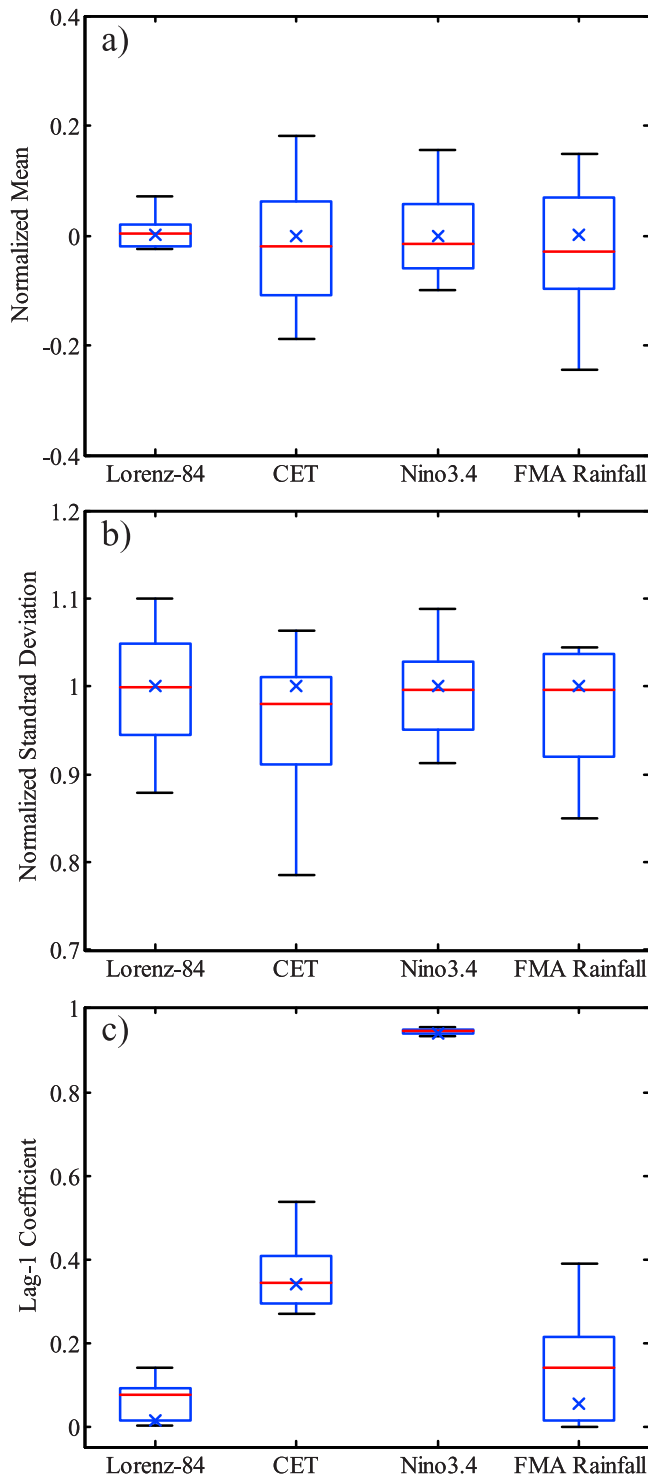 a)
Normalized Mean
0.4
0.2
0
-0.2
-0.4
Lorenz-84 CET Nino3.4 FMA Rainfall
b)
Normalized Standrad Deviation
1.2
1.1
1
0.9
0.8
0.7
Lorenz-84 CET Nino3.4 FMA Rainfall
c)
Lag-1 Coefficient
1
0.8
0.6
0.4
0.2
0
Lorenz-84 CET Nino3.4 FMA Rainfall